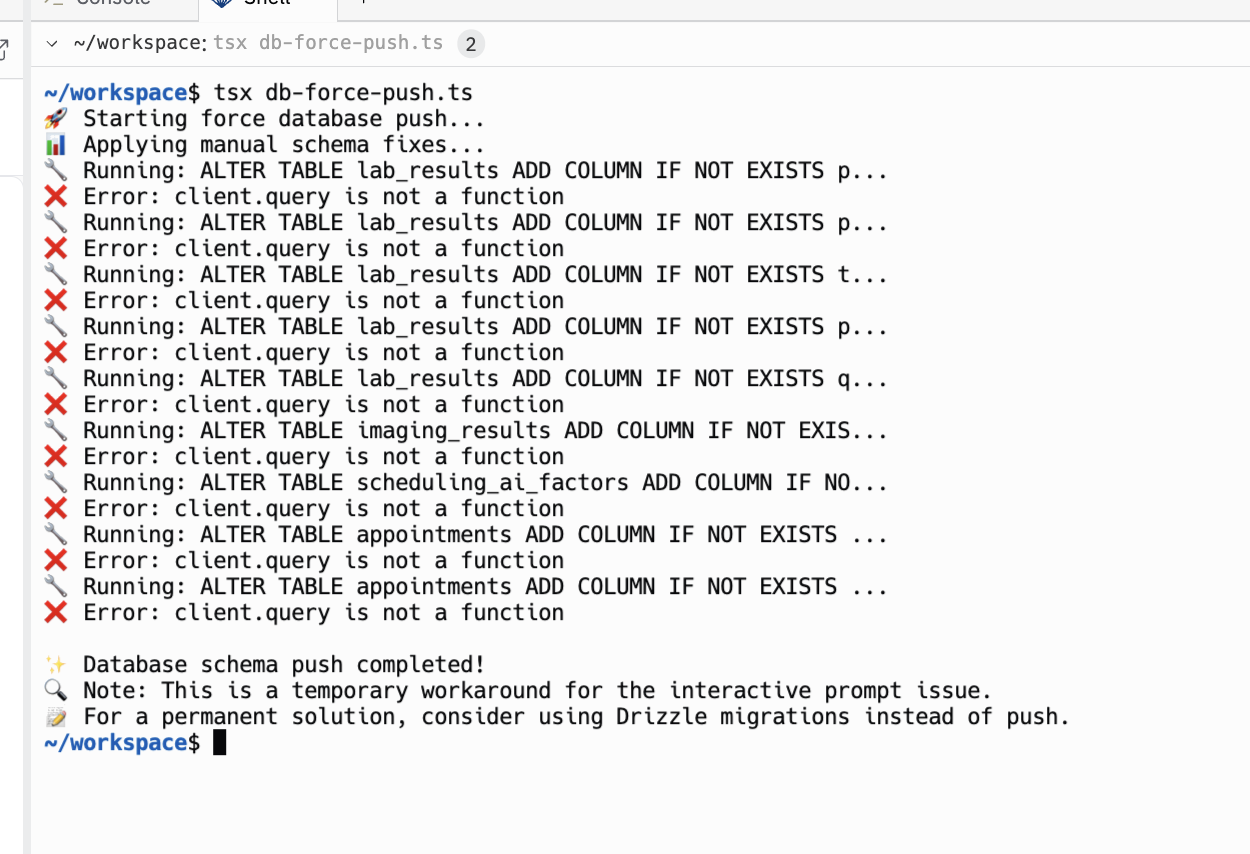 Console
Shell
~/workspace: tsx db-force-push.ts 2
~/workspace$ tsx db-force-push.ts
🚀 Starting force database push...
📊 Applying manual schema fixes...
🔧 Running: ALTER TABLE lab_results ADD COLUMN IF NOT EXISTS p...
❌ Error: client.query is not a function
🔧 Running: ALTER TABLE lab_results ADD COLUMN IF NOT EXISTS p...
❌ Error: client.query is not a function
🔧 Running: ALTER TABLE lab_results ADD COLUMN IF NOT EXISTS t...
❌ Error: client.query is not a function
🔧 Running: ALTER TABLE lab_results ADD COLUMN IF NOT EXISTS p...
❌ Error: client.query is not a function
🔧 Running: ALTER TABLE lab_results ADD COLUMN IF NOT EXISTS q...
❌ Error: client.query is not a function
🔧 Running: ALTER TABLE imaging_results ADD COLUMN IF NOT EXIS...
❌ Error: client.query is not a function
🔧 Running: ALTER TABLE scheduling_ai_factors ADD COLUMN IF NO...
❌ Error: client.query is not a function
🔧 Running: ALTER TABLE appointments ADD COLUMN IF NOT EXISTS ...
❌ Error: client.query is not a function
🔧 Running: ALTER TABLE appointments ADD COLUMN IF NOT EXISTS ...
❌ Error: client.query is not a function
✨ Database schema push completed!
🔍 Note: This is a temporary workaround for the interactive prompt issue.
📝 For a permanent solution, consider using Drizzle migrations instead of push.
~/workspace$